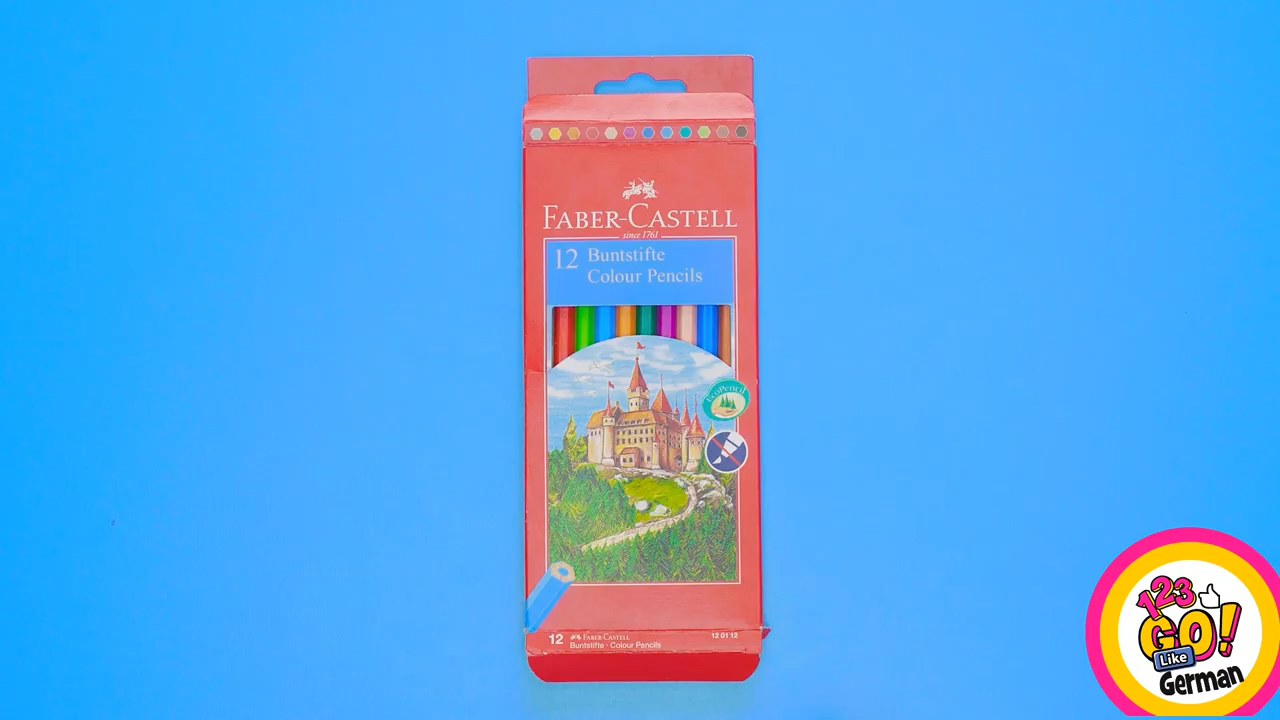 FABER-CASTELL
since 1761
12 Buntstifte
Colour Pencils
EcoPencil
12 FABER-CASTELL 12 01 12
Buntstifte · Colour Pencils
123
GO!
Like
German